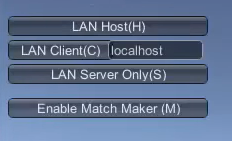 LAN Host(H)
LAN Client(C) localhost
LAN Server Only(S)
Enable Match Maker (M)